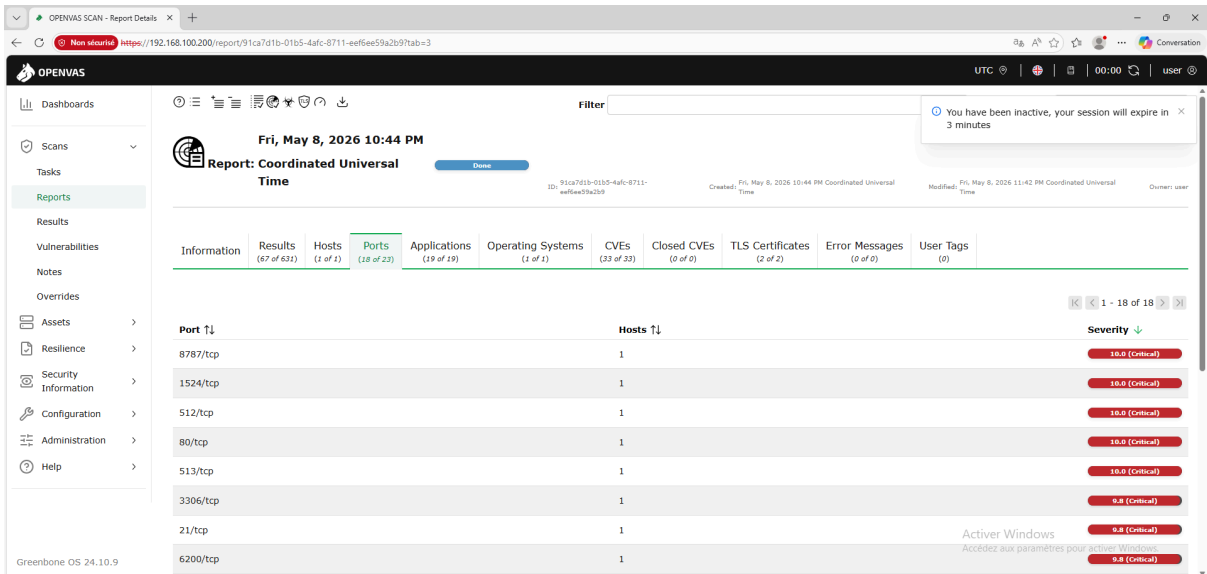 OPENVAS SCAN - Report Details
Non sécurisé https://192.168.100.200/report/91ca7d1b-01b5-4afc-8711-eef6ee59a2b9?tab=3
Conversation
OPENVAS
UTC
00:00
user
Dashboards
Scans
Tasks
Reports
Results
Vulnerabilities
Notes
Overrides
Assets
Resilience
Security
Information
Configuration
Administration
Help
Greenbone OS 24.10.9
Filter
You have been inactive, your session will expire in
3 minutes
Report:
Fri, May 8, 2026 10:44 PM
Coordinated Universal
Time
Done
ID: 91ca7d1b-01b5-4afc-8711-
eef6ee59a2b9
Created: Fri, May 8, 2026 10:44 PM Coordinated Universal
Time
Modified: Fri, May 8, 2026 11:42 PM Coordinated Universal
Time
Owner: user
Information
Results
(67 of 631)
Hosts
(1 of 1)
Ports
(18 of 23)
Applications
(19 of 19)
Operating Systems
(1 of 1)
CVEs
(33 of 33)
Closed CVEs
(0 of 0)
TLS Certificates
(2 of 2)
Error Messages
(0 of 0)
User Tags
(0)
1 - 18 of 18
Port Hosts Severity
8787/tcp 1 10.0 (Critical)
1524/tcp 1 10.0 (Critical)
512/tcp 1 10.0 (Critical)
80/tcp 1 10.0 (Critical)
513/tcp 1 10.0 (Critical)
3306/tcp 1 9.8 (Critical)
21/tcp 1 9.8 (Critical)
6200/tcp 1 9.8 (Critical)
Activer Windows
Accédez aux paramètres pour activer Windows.